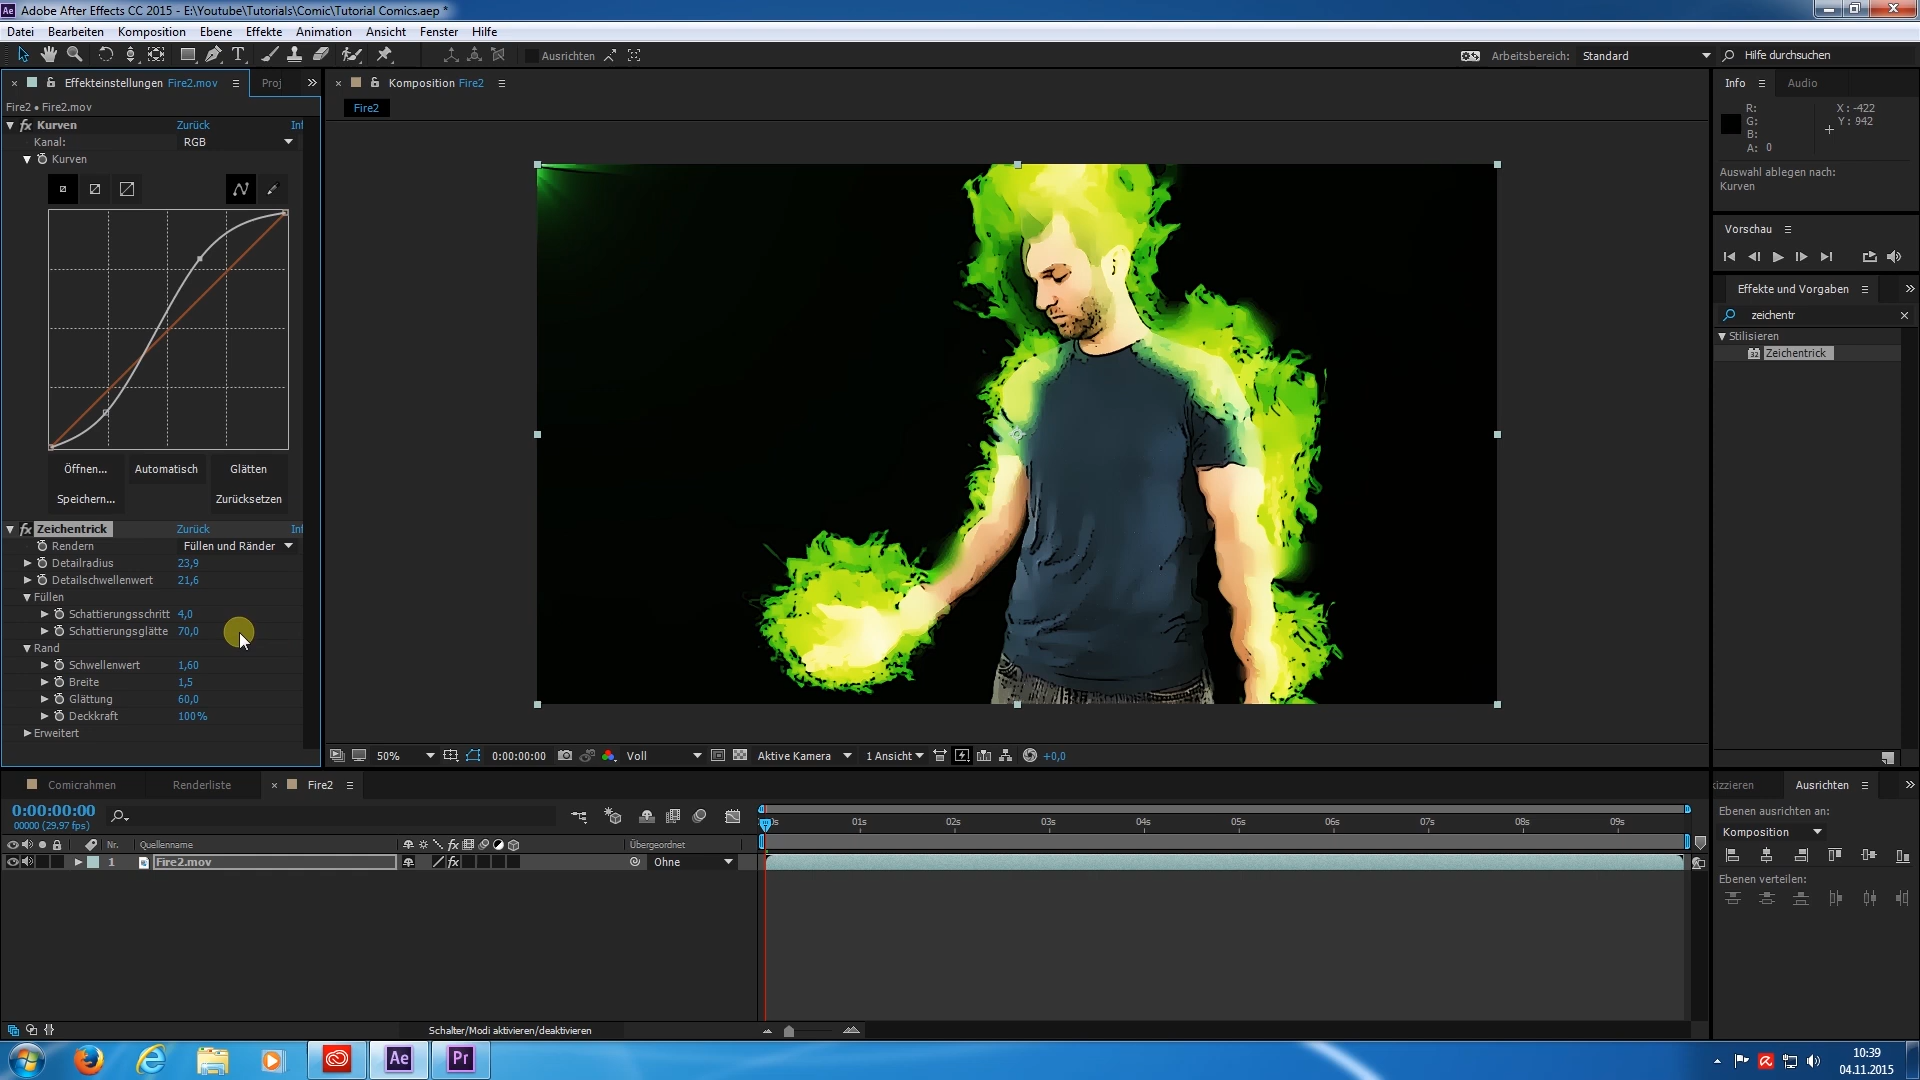 Adobe After Effects CC 2015 - E:\Youtube\Tutorials\Comic\Tutorial Comics.aep *
Datei Bearbeiten Komposition Ebene Effekte Animation Ansicht Fenster Hilfe
Ausrichten
Arbeitsbereich: Standard
Hilfe durchsuchen
Effekteinstellungen Fire2.mov
Proj
Fire2 • Fire2.mov
Kurven Zurück Inf
Kanal: RGB
Kurven
Öffnen... Automatisch Glätten
Speichern... Zurücksetzen
Zeichentrick Zurück Inf
Rendern Füllen und Ränder
Detailradius 23,9
Detailschwellenwert 21,6
Füllen
Schattierungsschritt 4,0
Schattierungsglätte 70,0
Rand
Schwellenwert 1,60
Breite 1,5
Glättung 60,0
Deckkraft 100%
Erweitert
Komposition Fire2
Fire2
50% 0:00:00:00 Voll Aktive Kamera 1 Ansicht +0,0
Info Audio
R: X : -422
G: Y : 942
B:
A: 0
Auswahl ablegen nach:
Kurven
Vorschau
Effekte und Vorgaben
zeichentr
Stilisieren
32 Zeichentrick
Comicrahmen Renderliste Fire2
0:00:00:00
00000 (29.97 fps)
Nr. Quellenname Übergeordnet
1 Fire2.mov Ohne
01s 02s 03s 04s 05s 06s 07s 08s 09s
Schalter/Modi aktivieren/deaktivieren
Ausrichten
Ebenen ausrichten an:
Komposition
Ebenen verteilen:
Ae
Pr
10:39
04.11.2015